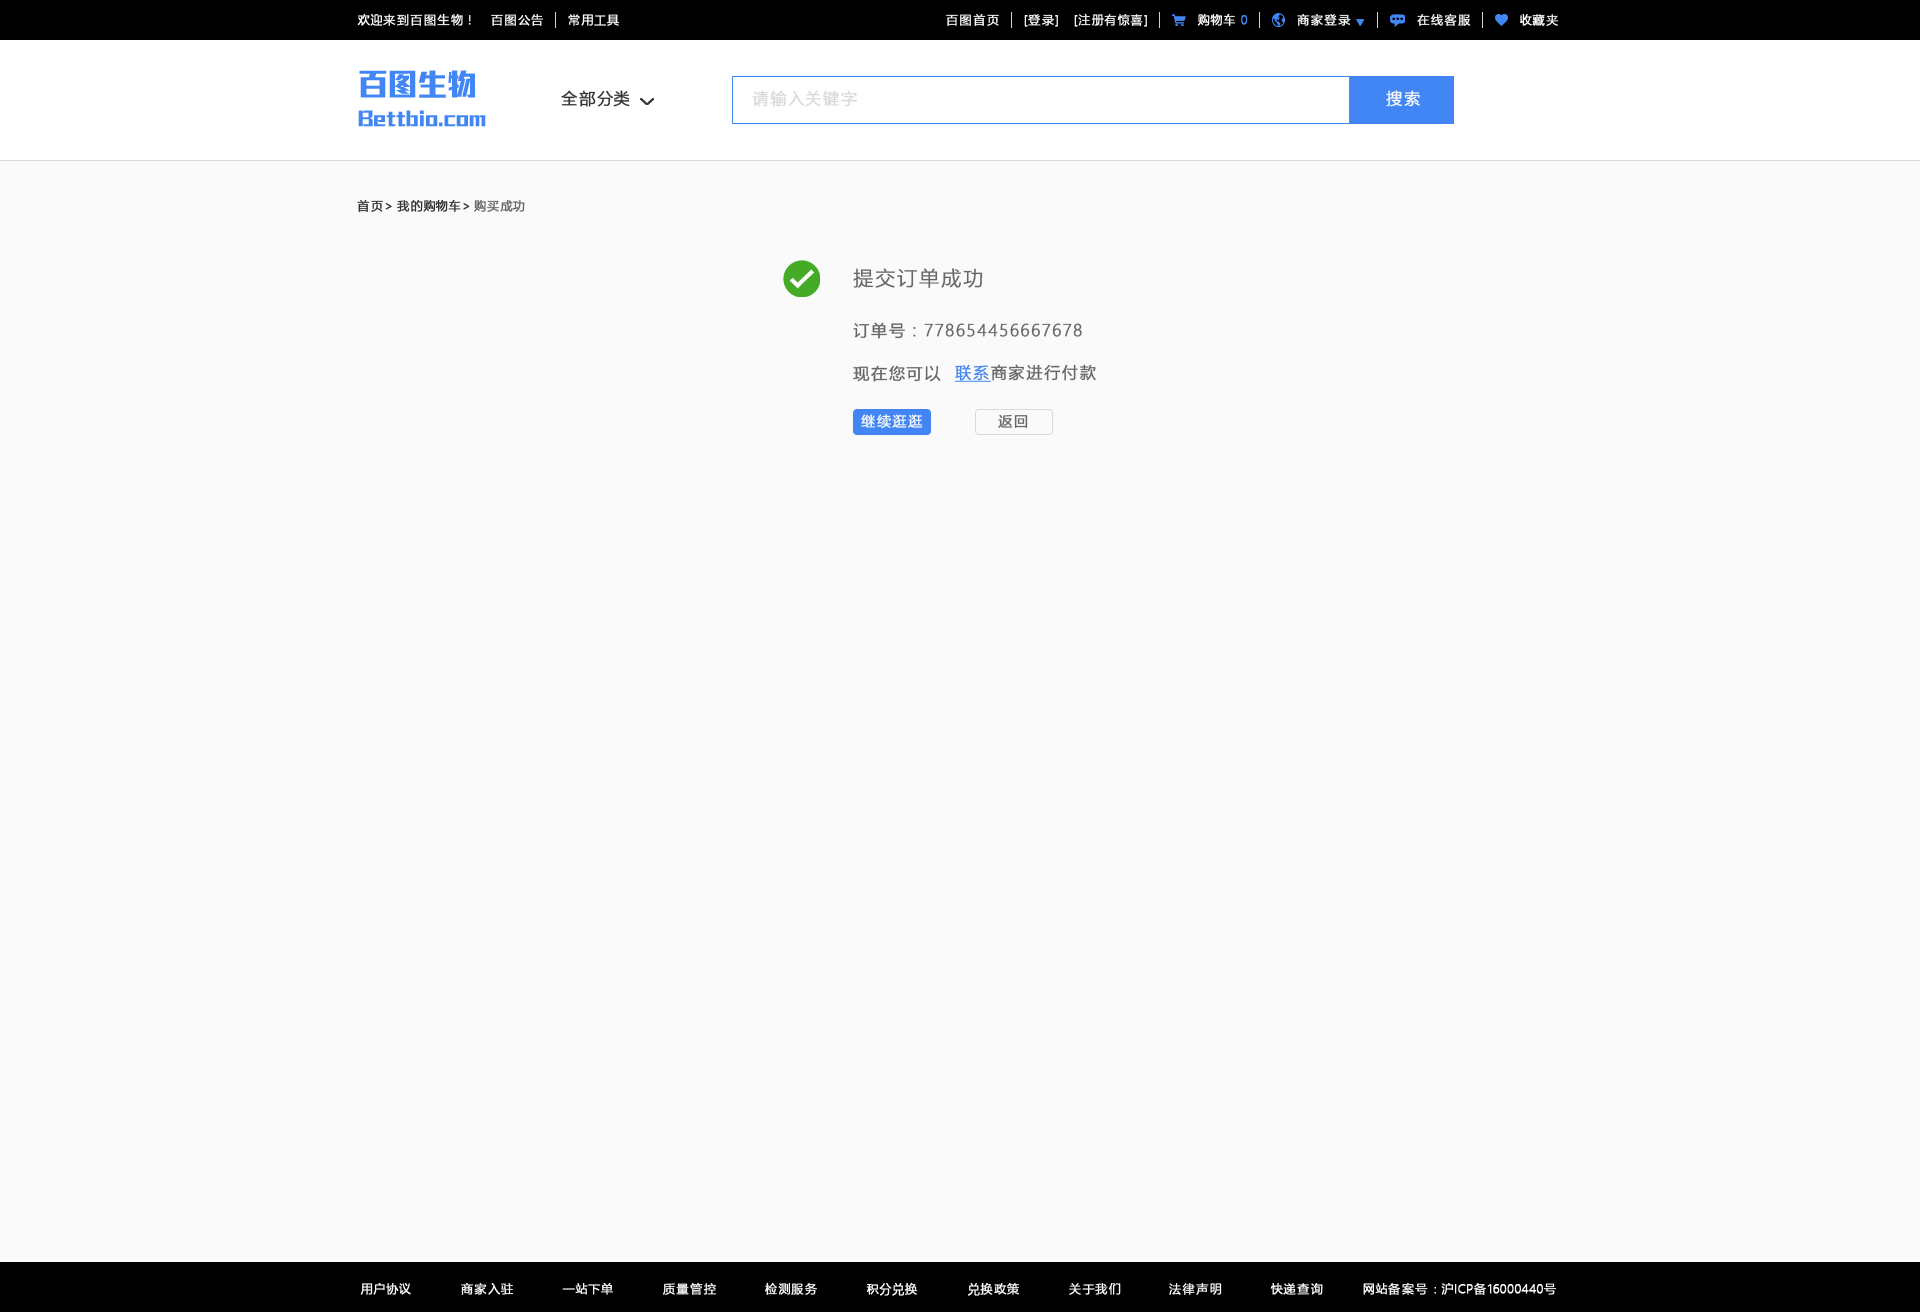 欢迎来到百图生物！ 百图公告 常用工具 百图首页 [登录] [注册有惊喜] 购物车 0 商家登录 在线客服 收藏夹
百图生物
Bettbio.com
全部分类
请输入关键字
搜索
首页> 我的购物车> 购买成功
提交订单成功
订单号：778654456667678
现在您可以 联系商家进行付款
继续逛逛 返回
用户协议 商家入驻 一站下单 质量管控 检测服务 积分兑换 兑换政策 关于我们 法律声明 快递查询 网站备案号：沪ICP备16000440号